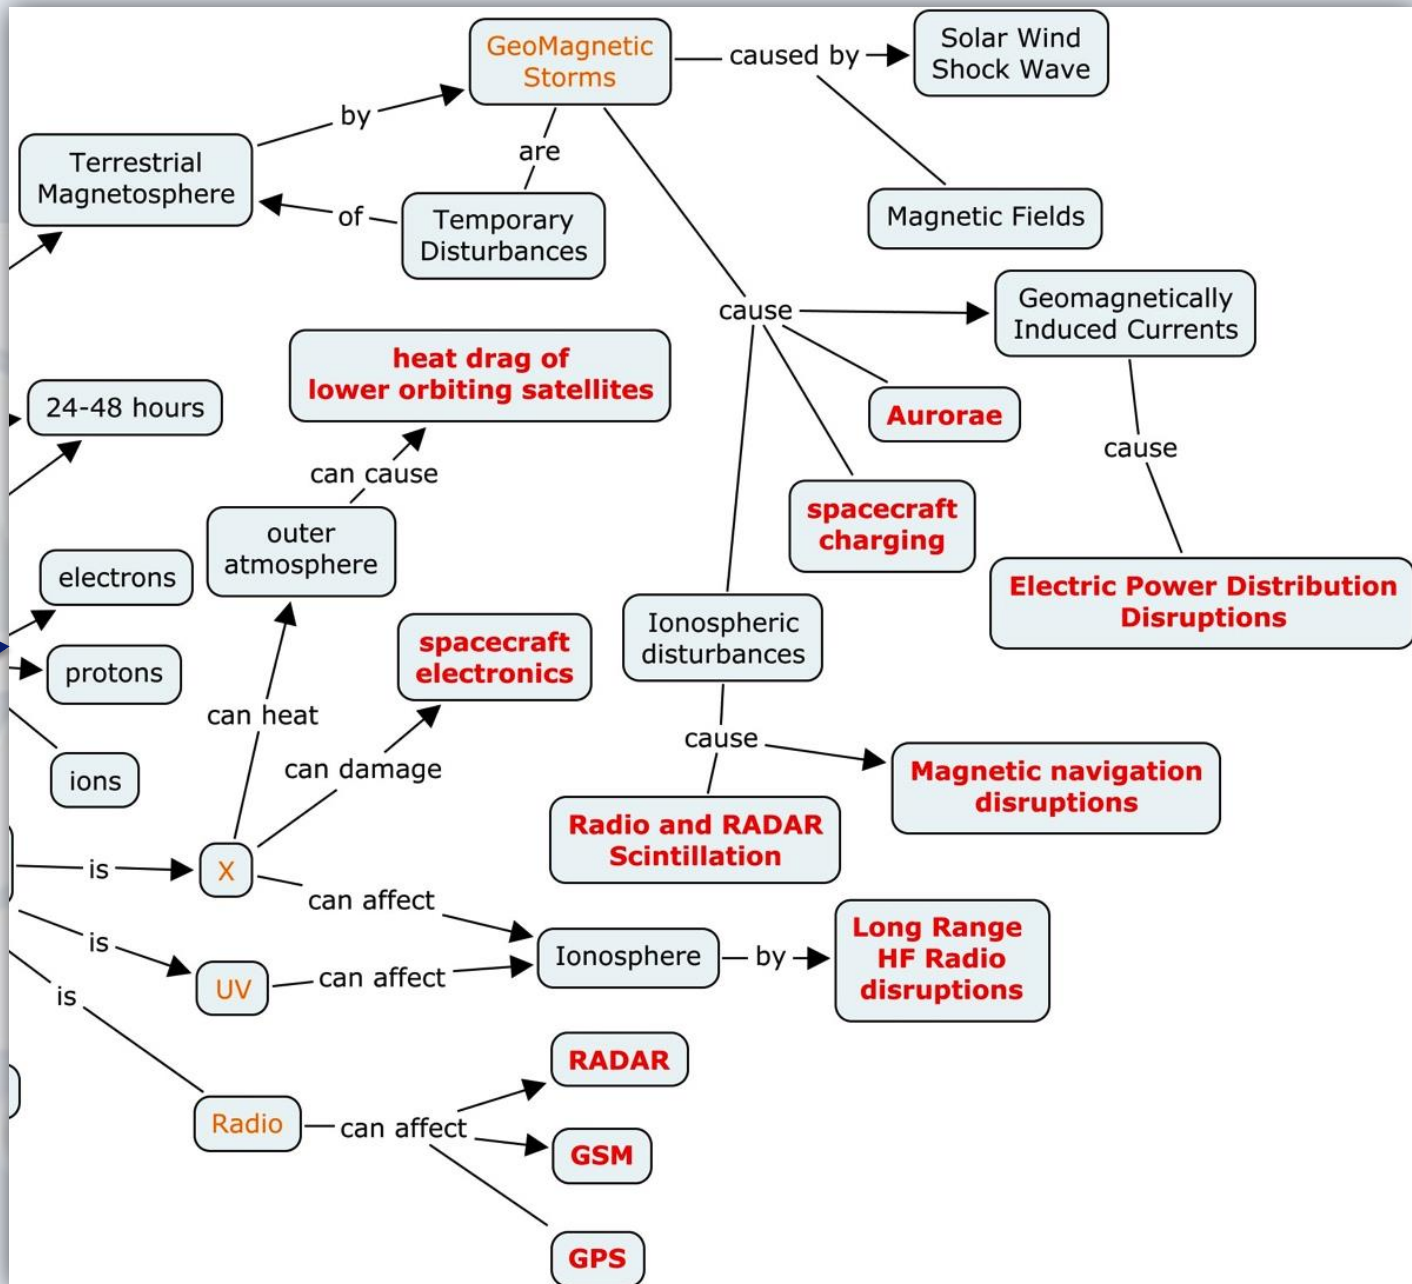 GeoMagnetic
Storms
caused by
Solar Wind
Shock Wave
by
are
Terrestrial
Magnetosphere
of
Temporary
Disturbances
Magnetic Fields
cause
Geomagnetically
Induced Currents
heat drag of
lower orbiting satellites
24-48 hours
Aurorae
cause
can cause
spacecraft
charging
outer
atmosphere
electrons
Electric Power Distribution
Disruptions
Ionospheric
disturbances
spacecraft
electronics
protons
can heat
cause
can damage
ions
Magnetic navigation
disruptions
Radio and RADAR
Scintillation
is
X
can affect
Long Range
HF Radio
disruptions
is
Ionosphere
by
UV
can affect
is
RADAR
Radio
can affect
GSM
GPS